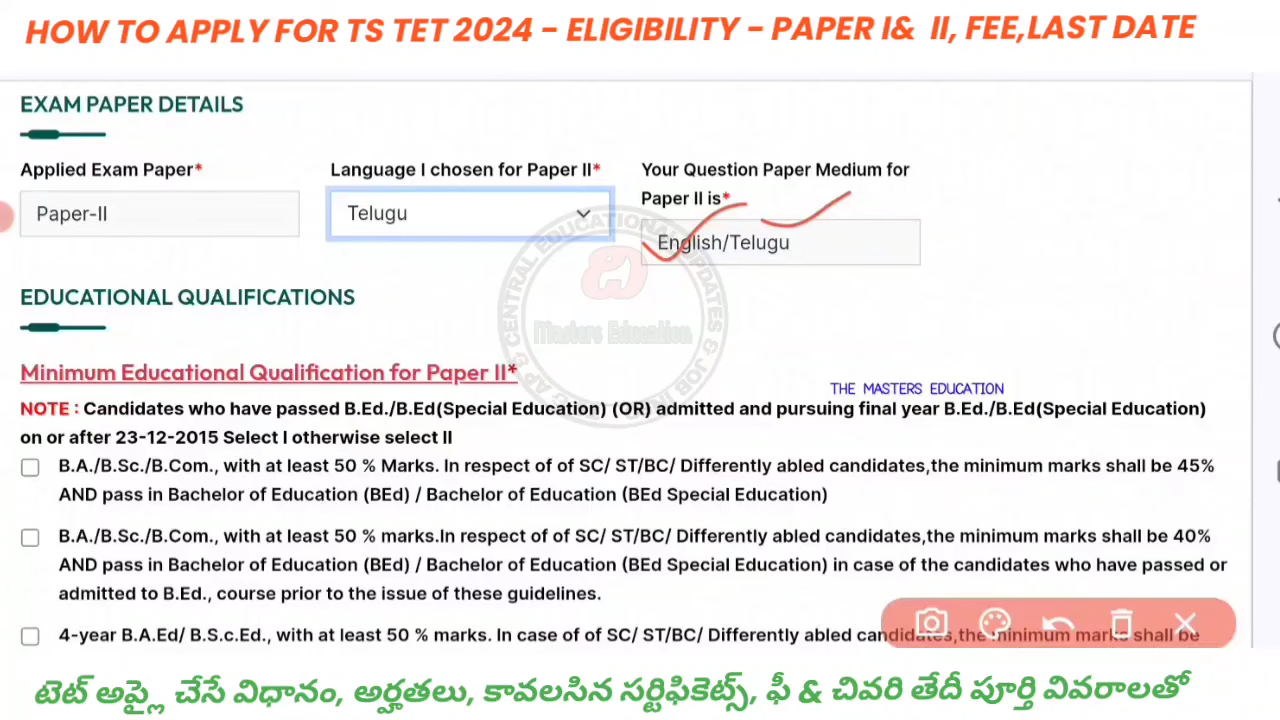 HOW TO APPLY FOR TS TET 2024 - ELIGIBILITY - PAPER I& II, FEE,LAST DATE
EXAM PAPER DETAILS
Applied Exam Paper*
Language I chosen for Paper II*
Your Question Paper Medium for
Paper II is*
Paper-II
Telugu
English/Telugu
EDUCATIONAL QUALIFICATIONS
Masters Education
Minimum Educational Qualification for Paper II*
THE MASTERS EDUCATION
NOTE : Candidates who have passed B.Ed./B.Ed(Special Education) (OR) admitted and pursuing final year B.Ed./B.Ed(Special Education)
on or after 23-12-2015 Select I otherwise select II
B.A./B.Sc./B.Com., with at least 50 % Marks. In respect of of SC/ ST/BC/ Differently abled candidates,the minimum marks shall be 45%
AND pass in Bachelor of Education (BEd) / Bachelor of Education (BEd Special Education)
B.A./B.Sc./B.Com., with at least 50 % marks.In respect of of SC/ ST/BC/ Differently abled candidates,the minimum marks shall be 40%
AND pass in Bachelor of Education (BEd) / Bachelor of Education (BEd Special Education) in case of the candidates who have passed or
admitted to B.Ed., course prior to the issue of these guidelines.
4-year B.A.Ed/ B.S.c.Ed., with at least 50 % marks. In case of of SC/ ST/BC/ Differently abled candidates,the minimum marks shall be
టెట్ అప్లై చేసే విధానం, అర్హతలు, కావలసిన సర్టిఫికెట్స్, ఫీ & చివరి తేదీ పూర్తి వివరాలతో